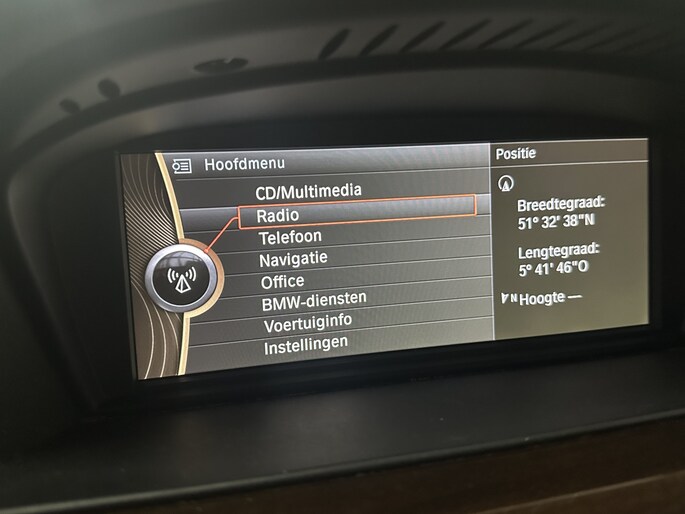 Hoofdmenu
CD/Multimedia
Radio
Telefoon
Navigatie
Office
BMW-diensten
Voertuiginfo
Instellingen
Positie
Breedtegraad:
51° 32' 38"N
Lengtegraad:
5° 41' 46"O
N Hoogte —